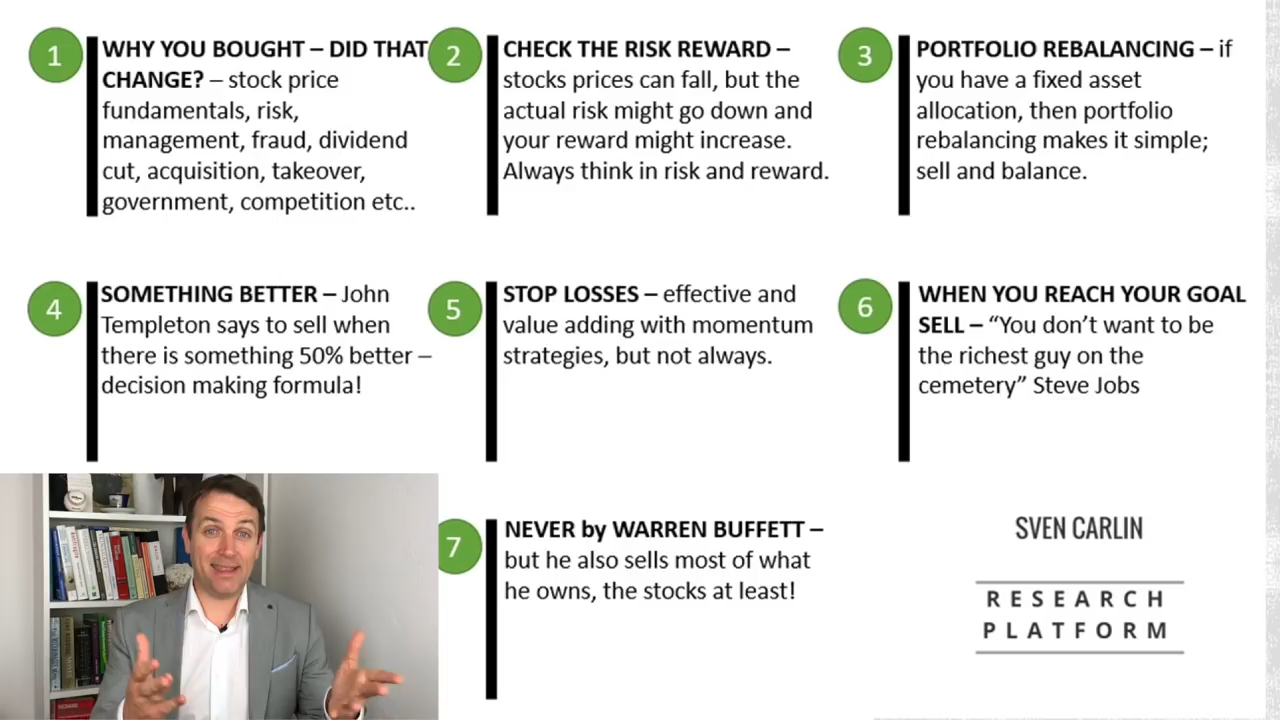 1
WHY YOU BOUGHT – DID THAT
CHANGE? – stock price
fundamentals, risk,
management, fraud, dividend
cut, acquisition, takeover,
government, competition etc..
2
CHECK THE RISK REWARD –
stocks prices can fall, but the
actual risk might go down and
your reward might increase.
Always think in risk and reward.
3
PORTFOLIO REBALANCING – if
you have a fixed asset
allocation, then portfolio
rebalancing makes it simple;
sell and balance.
4
SOMETHING BETTER – John
Templeton says to sell when
there is something 50% better –
decision making formula!
5
STOP LOSSES – effective and
value adding with momentum
strategies, but not always.
6
WHEN YOU REACH YOUR GOAL
SELL – “You don’t want to be
the richest guy on the
cemetery” Steve Jobs
7
NEVER by WARREN BUFFETT –
but he also sells most of what
he owns, the stocks at least!
SVEN CARLIN
RESEARCH
PLATFORM